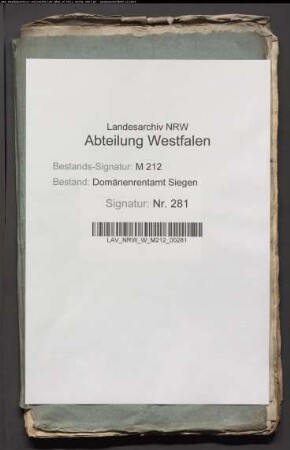 Landesarchiv NRW
Abteilung Westfalen
Bestands-Signatur: M 212
Bestand: Domänenrentamt Siegen
Signatur: Nr. 281
LAV_NRW_W_M212_00281